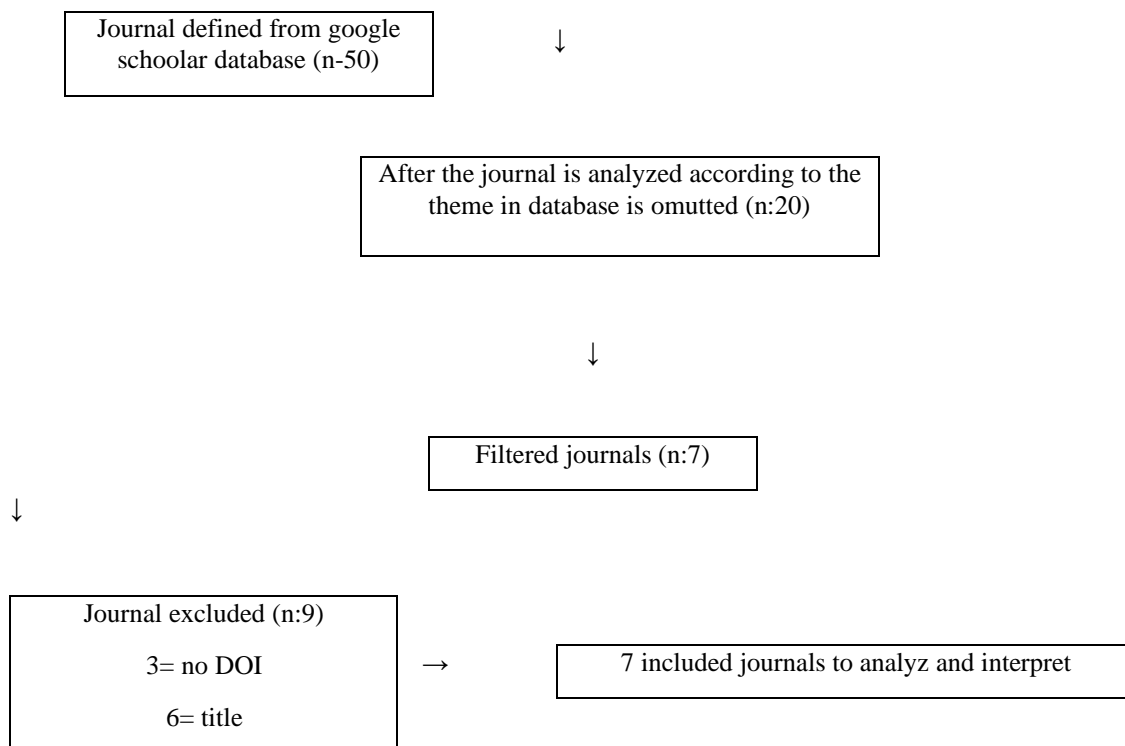 Journal defined from google
schoolar database (n-50)
↓
After the journal is analyzed according to the
theme in database is omutted (n:20)
↓
Filtered journals (n:7)
↓
Journal excluded (n:9)
3= no DOI
6= title
→
7 included journals to analyz and interpret